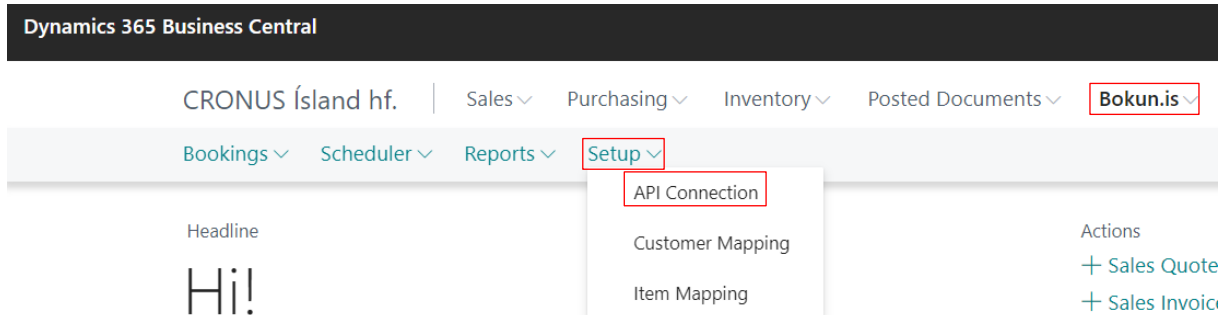 Dynamics 365 Business Central
CRONUS Ísland hf. Sales Purchasing Inventory Posted Documents Bokun.is
Bookings Scheduler Reports Setup
API Connection
Customer Mapping
Item Mapping
Headline
Hi!
Actions
+ Sales Quote
+ Sales Invoice